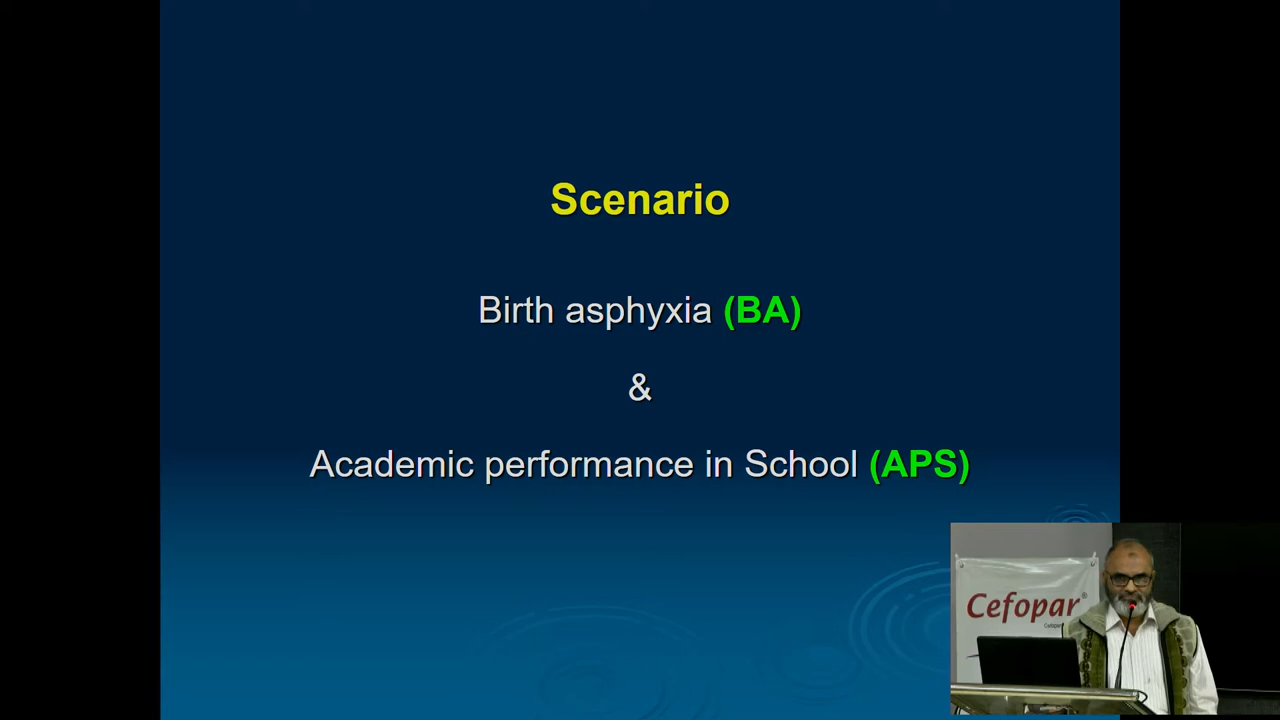 Scenario
Birth asphyxia (BA)
&
Academic performance in School (APS)
Cefopar®